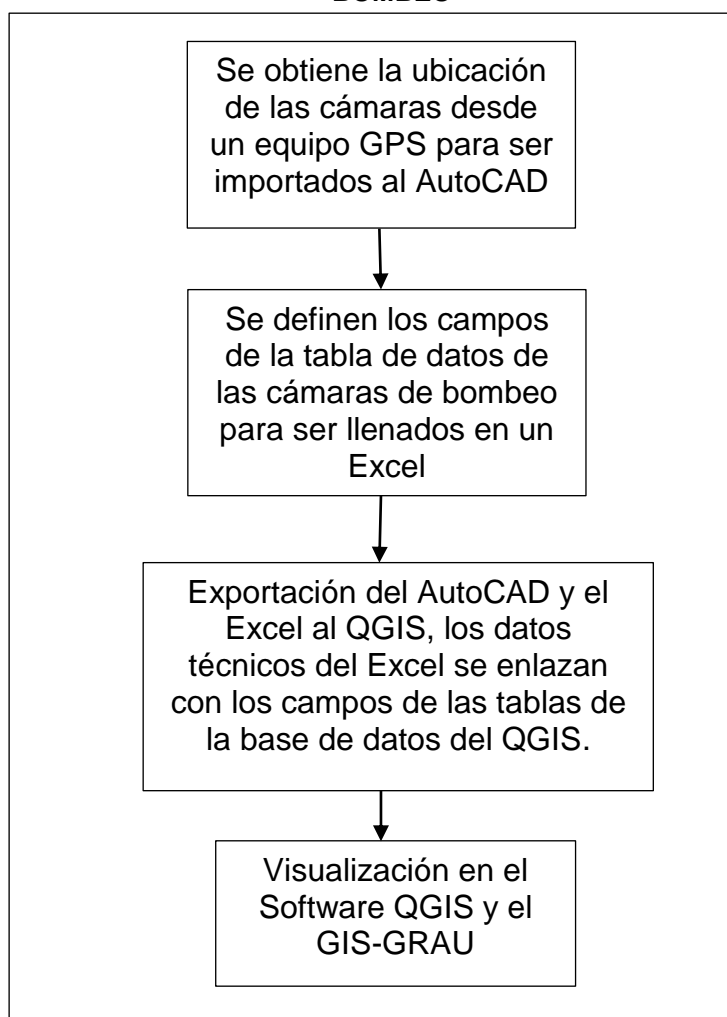 Se obtiene la ubicación
de las cámaras desde
un equipo GPS para ser
importados al AutoCAD
Se definen los campos
de la tabla de datos de
las cámaras de bombeo
para ser llenados en un
Excel
Exportación del AutoCAD y el
Excel al QGIS, los datos
técnicos del Excel se enlazan
con los campos de las tablas de
la base de datos del QGIS.
Visualización en el
Software QGIS y el
GIS-GRAU